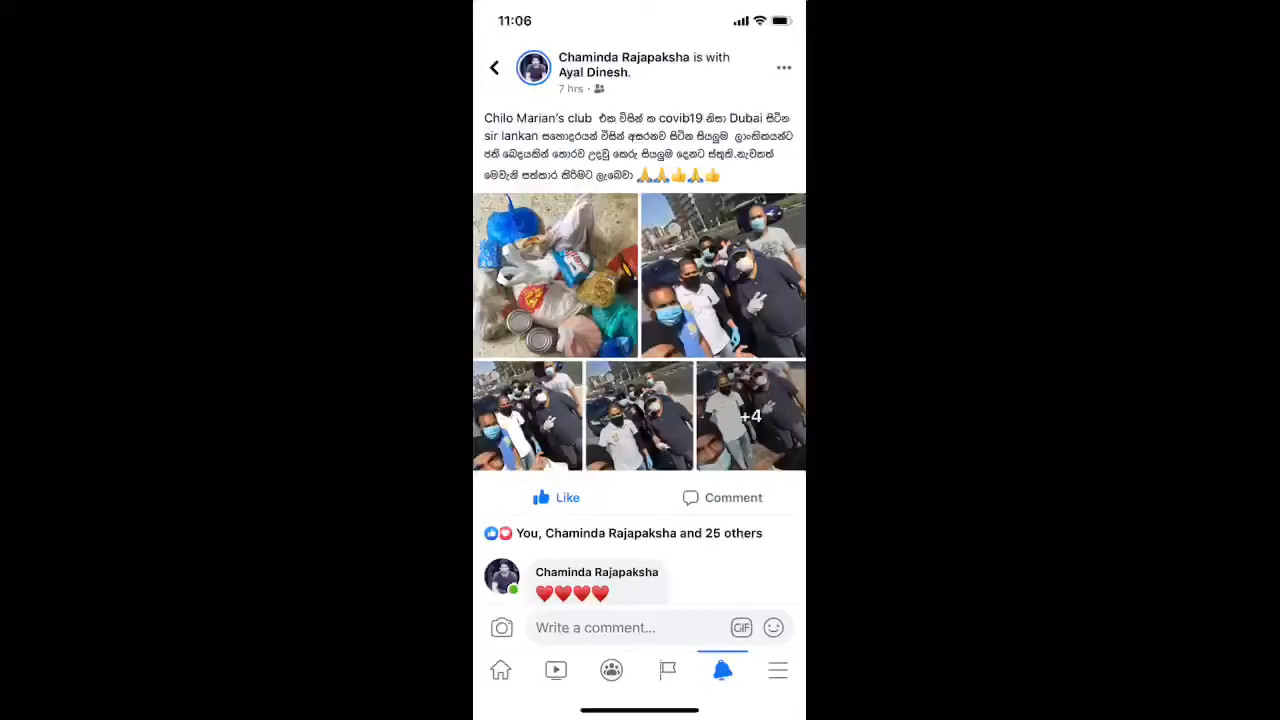 11:06
Chaminda Rajapaksha is with
Ayal Dinesh.
7 hrs ·
Chilo Marian's club එක විසින් ක covib19 නිසා Dubai සිටින
sir lankan සහොදරයන් විසින් අසරනව සිටින සියලුම ලාංකිකයන්ට
ජති බෙදයකින් තොරව උදවු කෙරු සියලුම දෙනට ස්තූති.නැවතත්
මෙවැනි සත්කාර කිරිමට ලැබෙවා 🙏🙏👍🙏👍
+4
Like
Comment
You, Chaminda Rajapaksha and 25 others
Chaminda Rajapaksha
♥️♥️♥️♥️
Write a comment...
GIF